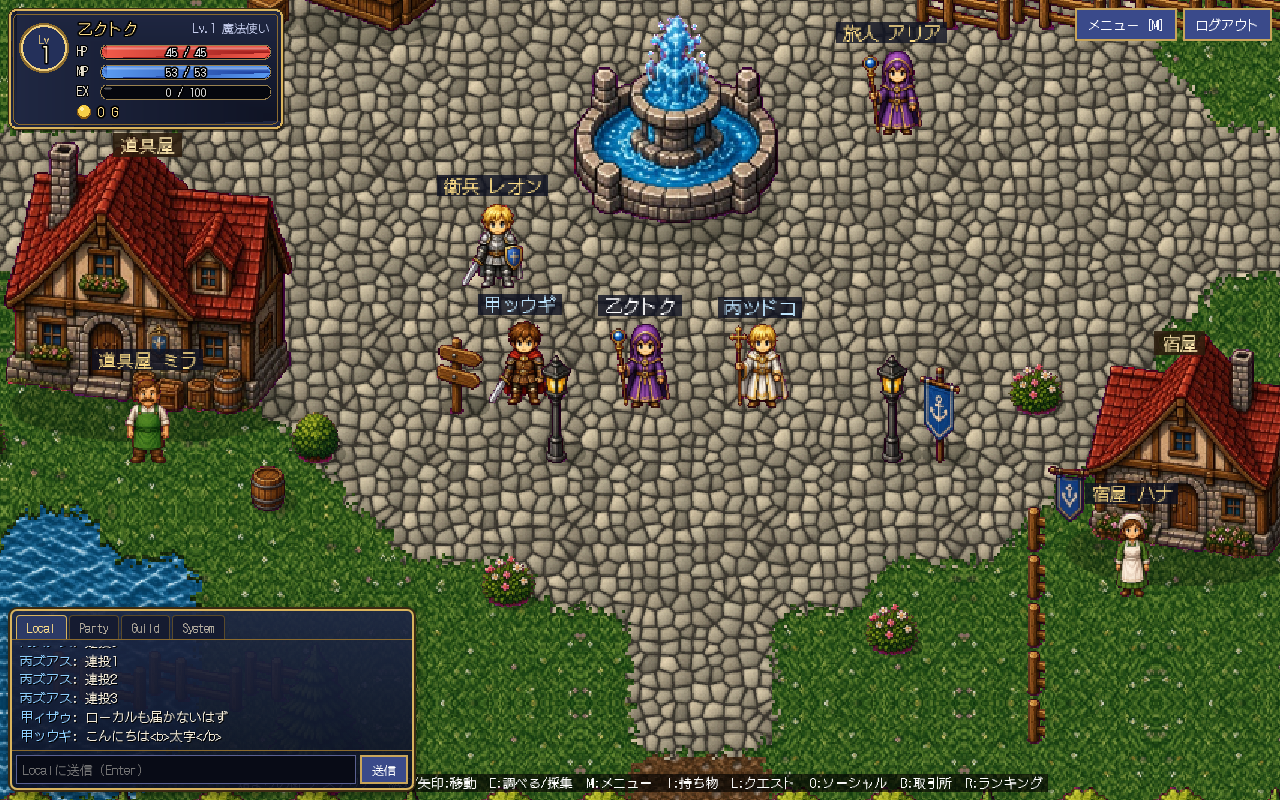 乙クトク
Lv.1 魔法使い
Lv
1
HP 45 / 45
MP 53 / 53
EX 0 / 100
0 G
メニュー [M]
ログアウト
旅人 アリア
道具屋
衛兵 レオン
甲ッウギ
乙クトク
丙ッドコ
宿屋
道具屋 ミラ
宿屋 ハナ
Local
Party
Guild
System
丙ズアス: 連投1
丙ズアス: 連投2
丙ズアス: 連投3
甲ィザゥ: ローカルも届かないはず
甲ッウギ: こんにちは<b>太字</b>
Localに送信 (Enter)
送信
矢印:移動 E:調べる/採集 M:メニュー I:持ち物 L:クエスト O:ソーシャル B:取引所 R:ランキング